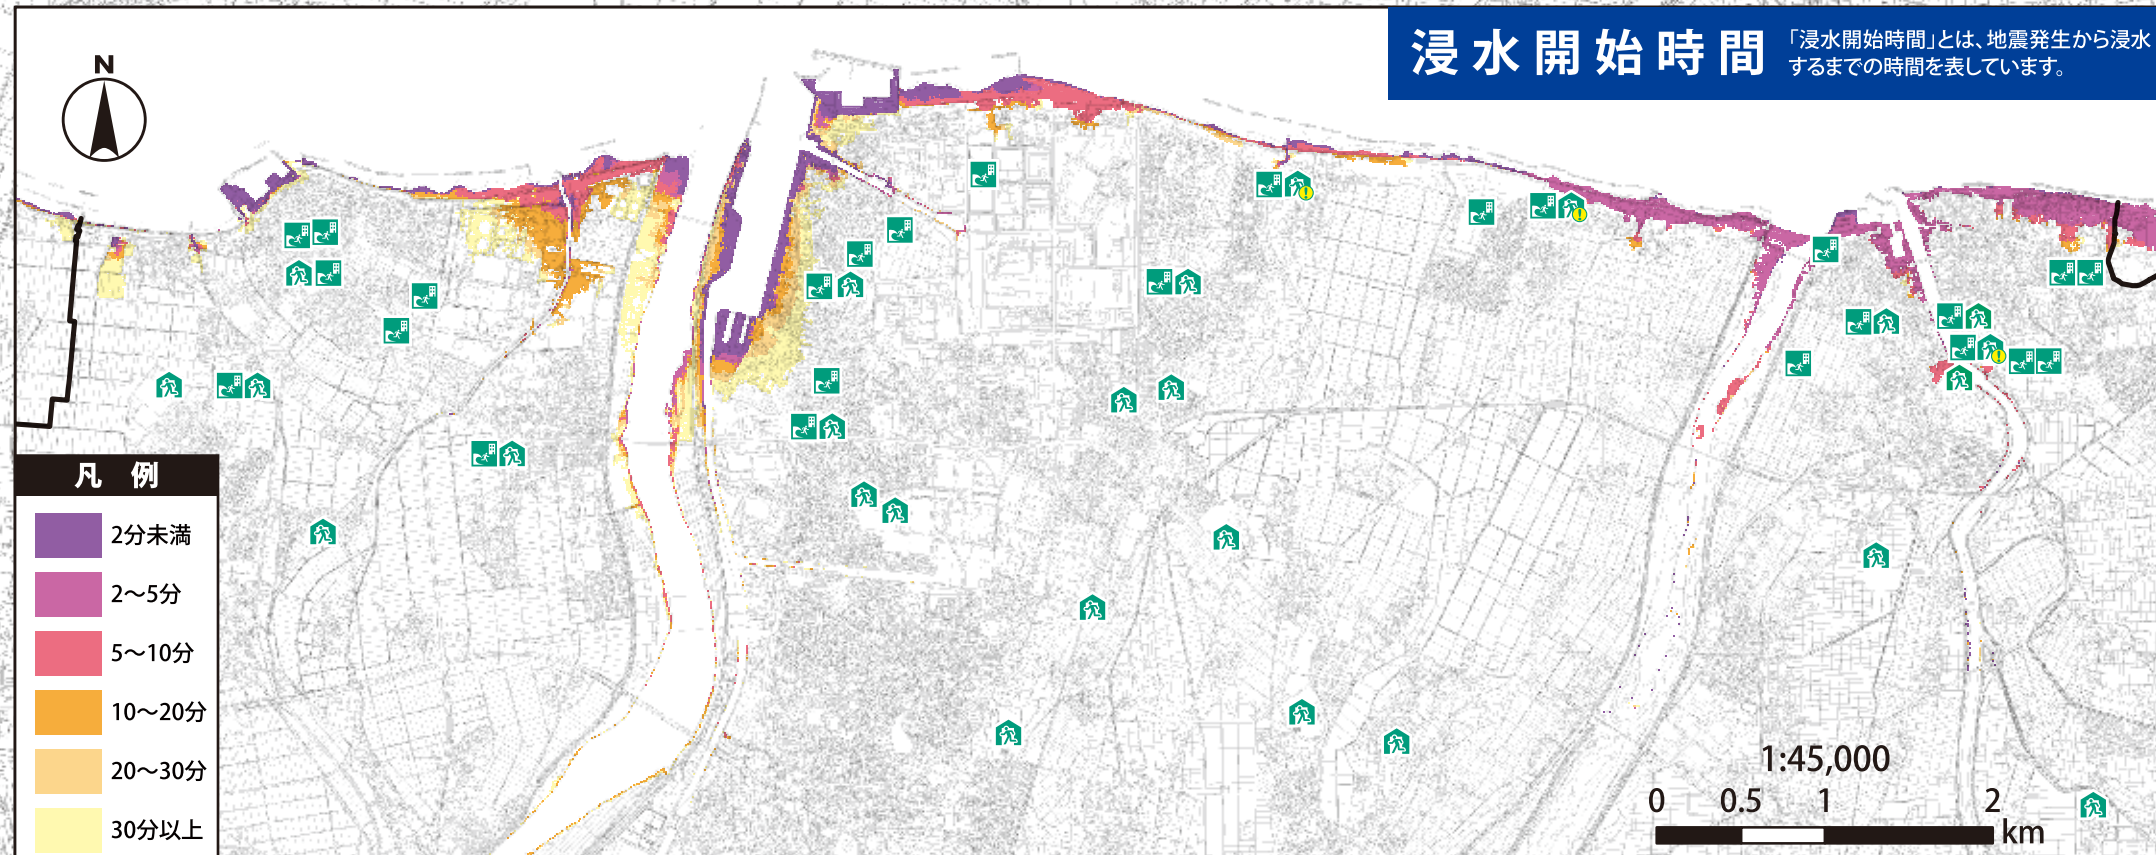 浸水開始時間
「浸水開始時間」とは、地震発生から浸水
するまでの時間を表しています。
N
凡 例
2分未満
2～5分
5～10分
10～20分
20～30分
30分以上
1:45,000
0 0.5 1 2
km